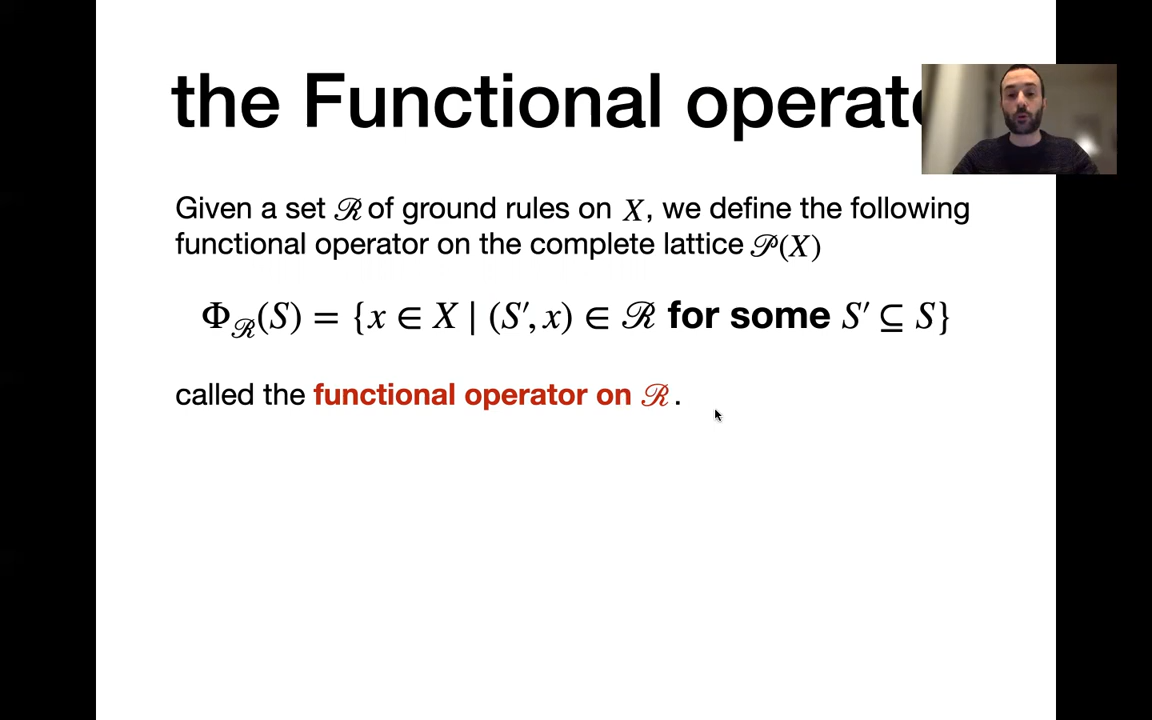 the Functional operat
Given a set ℛ of ground rules on X, we define the following
functional operator on the complete lattice 𝒫(X)
Φ_ℛ(S) = {x ∈ X | (S′, x) ∈ ℛ for some S′ ⊆ S}
called the functional operator on ℛ.